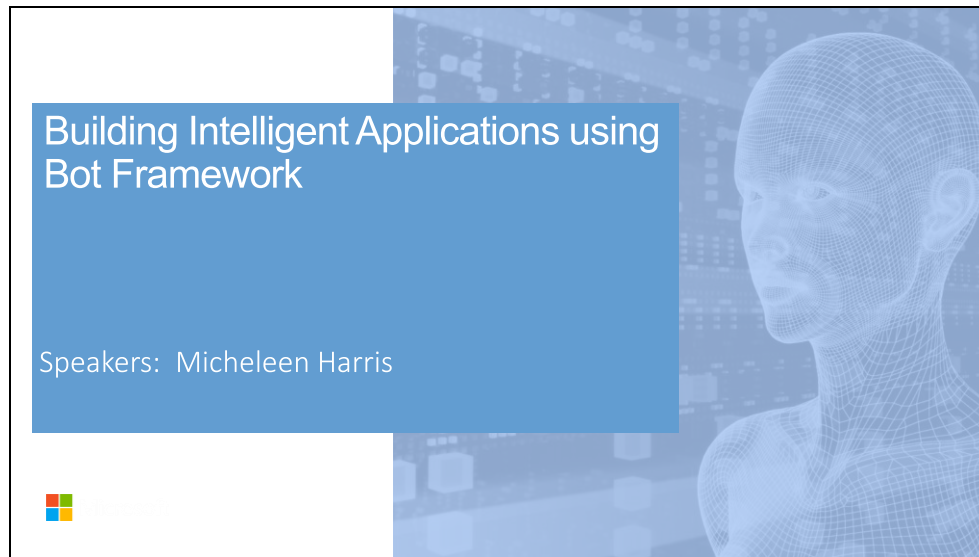 Building Intelligent Applications using
Bot Framework
Speakers:  Micheleen Harris